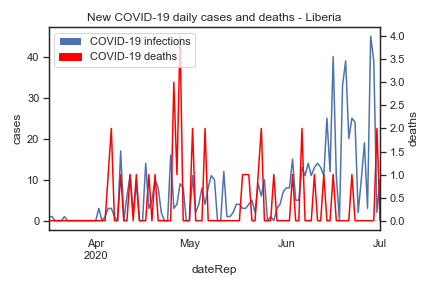 New COVID-19 daily cases and deaths - Liberia
COVID-19 infections
COVID-19 deaths
40
30
20
10
0
cases
4.0
3.5
3.0
2.5
2.0
1.5
1.0
0.5
0.0
deaths
Apr
2020
May
Jun
Jul
dateRep